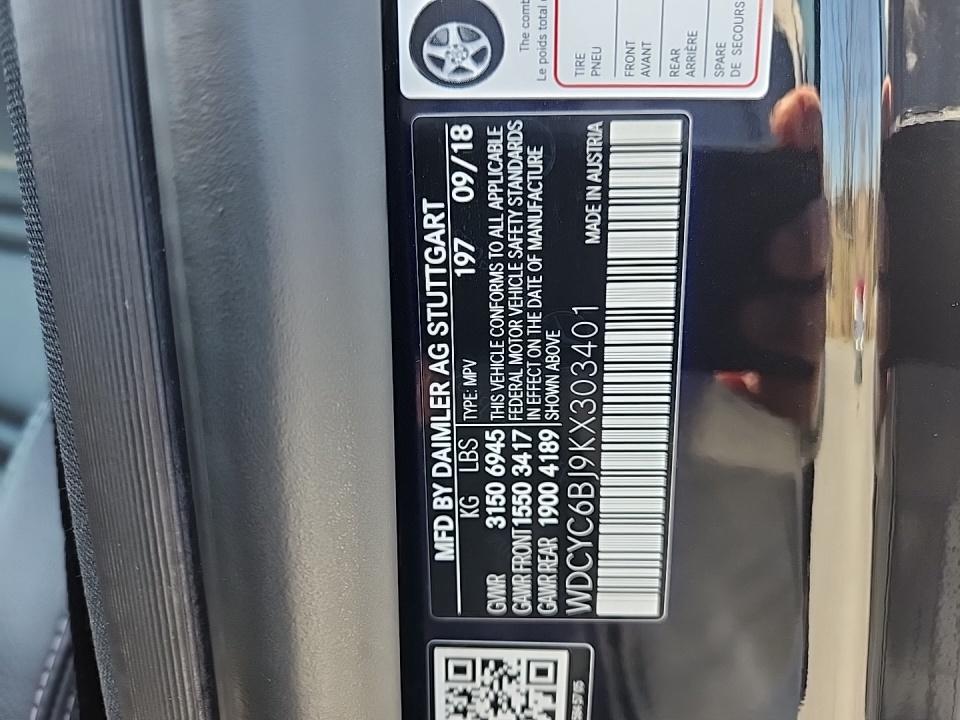 MFD BY DAIMLER AG STUTTGART
KG LBS TYPE: MPV 197 09/18
GVWR 3150 6945
GAWR FRONT 1550 3417
GAWR REAR 1900 4189
THIS VEHICLE CONFORMS TO ALL APPLICABLE
FEDERAL MOTOR VEHICLE SAFETY STANDARDS
IN EFFECT ON THE DATE OF MANUFACTURE
SHOWN ABOVE
WDCYC6BJ9KX303401 MADE IN AUSTRIA
The
Le poids total
TIRE
PNEU
FRONT
AVANT
REAR
ARRIÈRE
SPARE
DE SECOURS